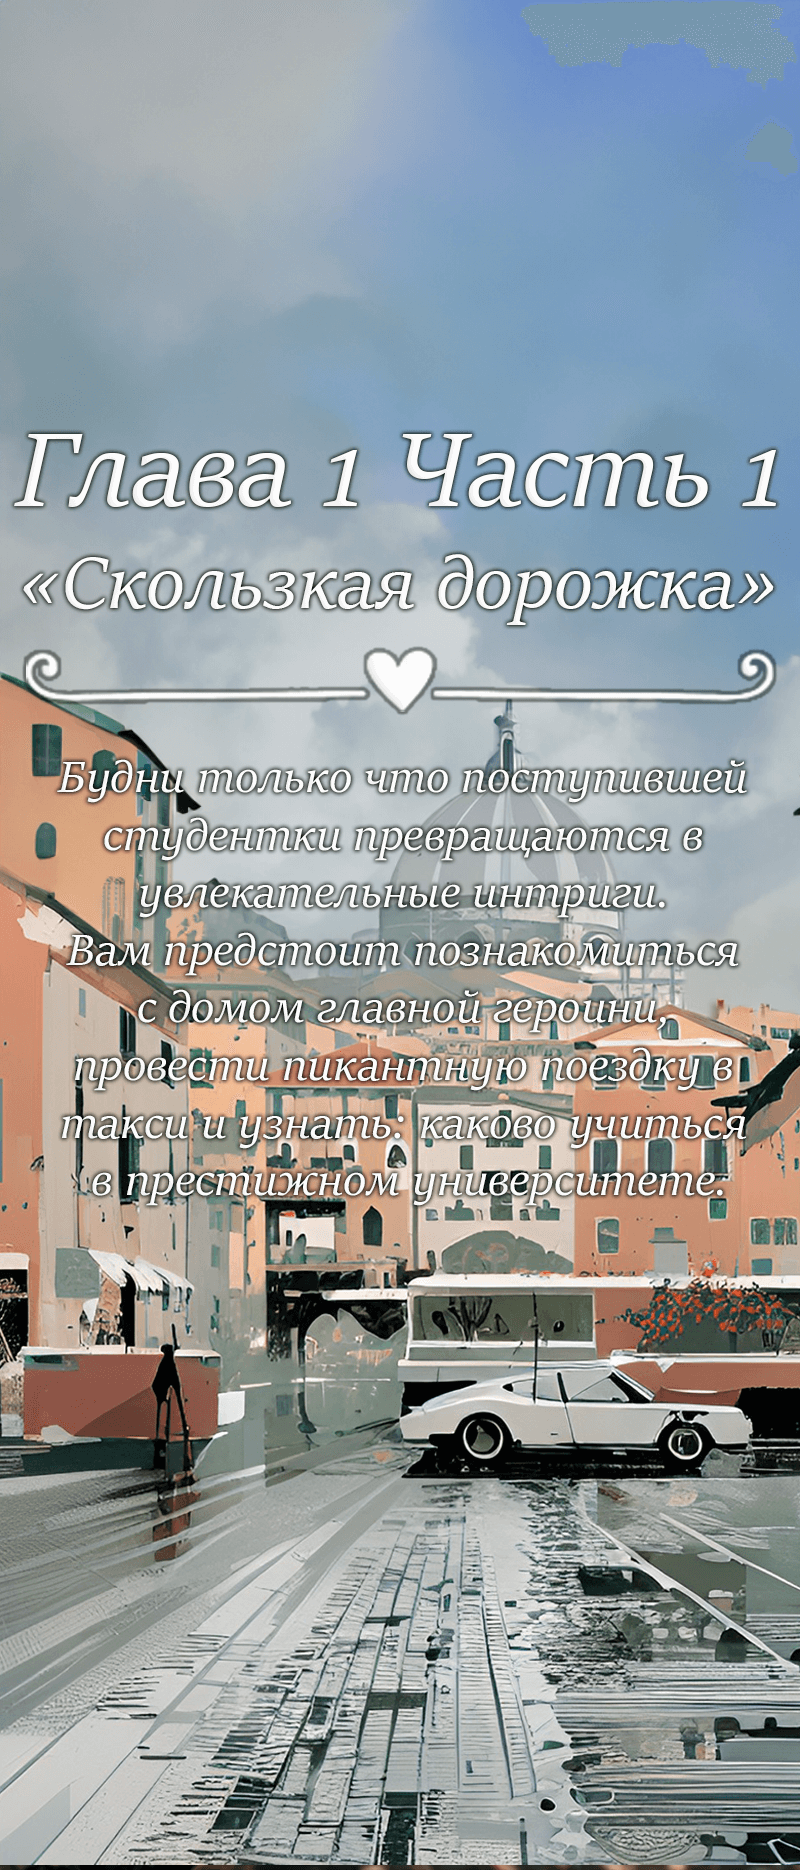 Глава 1 Часть 1
«Скользкая дорожка»
Будни только что поступившей
студентки превращаются в
увлекательные интриги.
Вам предстоит познакомиться
с домом главной героини,
провести пикантную поездку в
такси и узнать: каково учиться
в престижном университете.